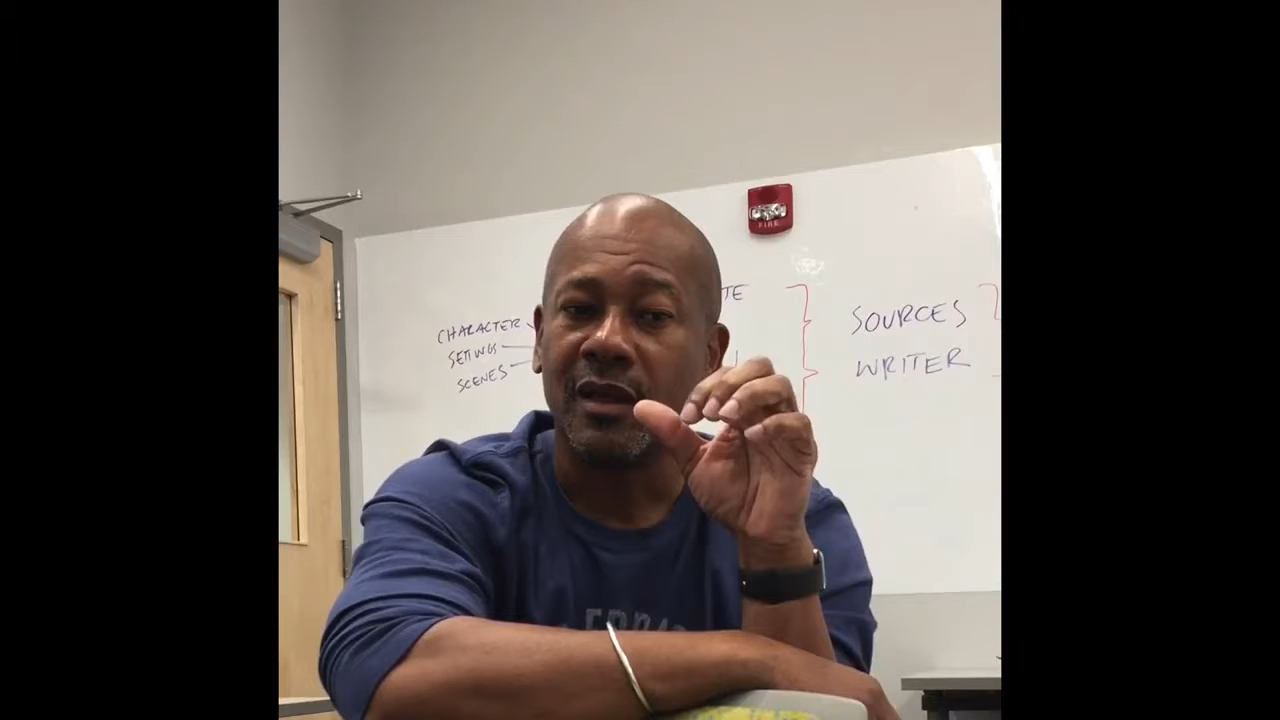 FIRE
CHARACTER
SETTINGS
SCENES
SOURCES
WRITER